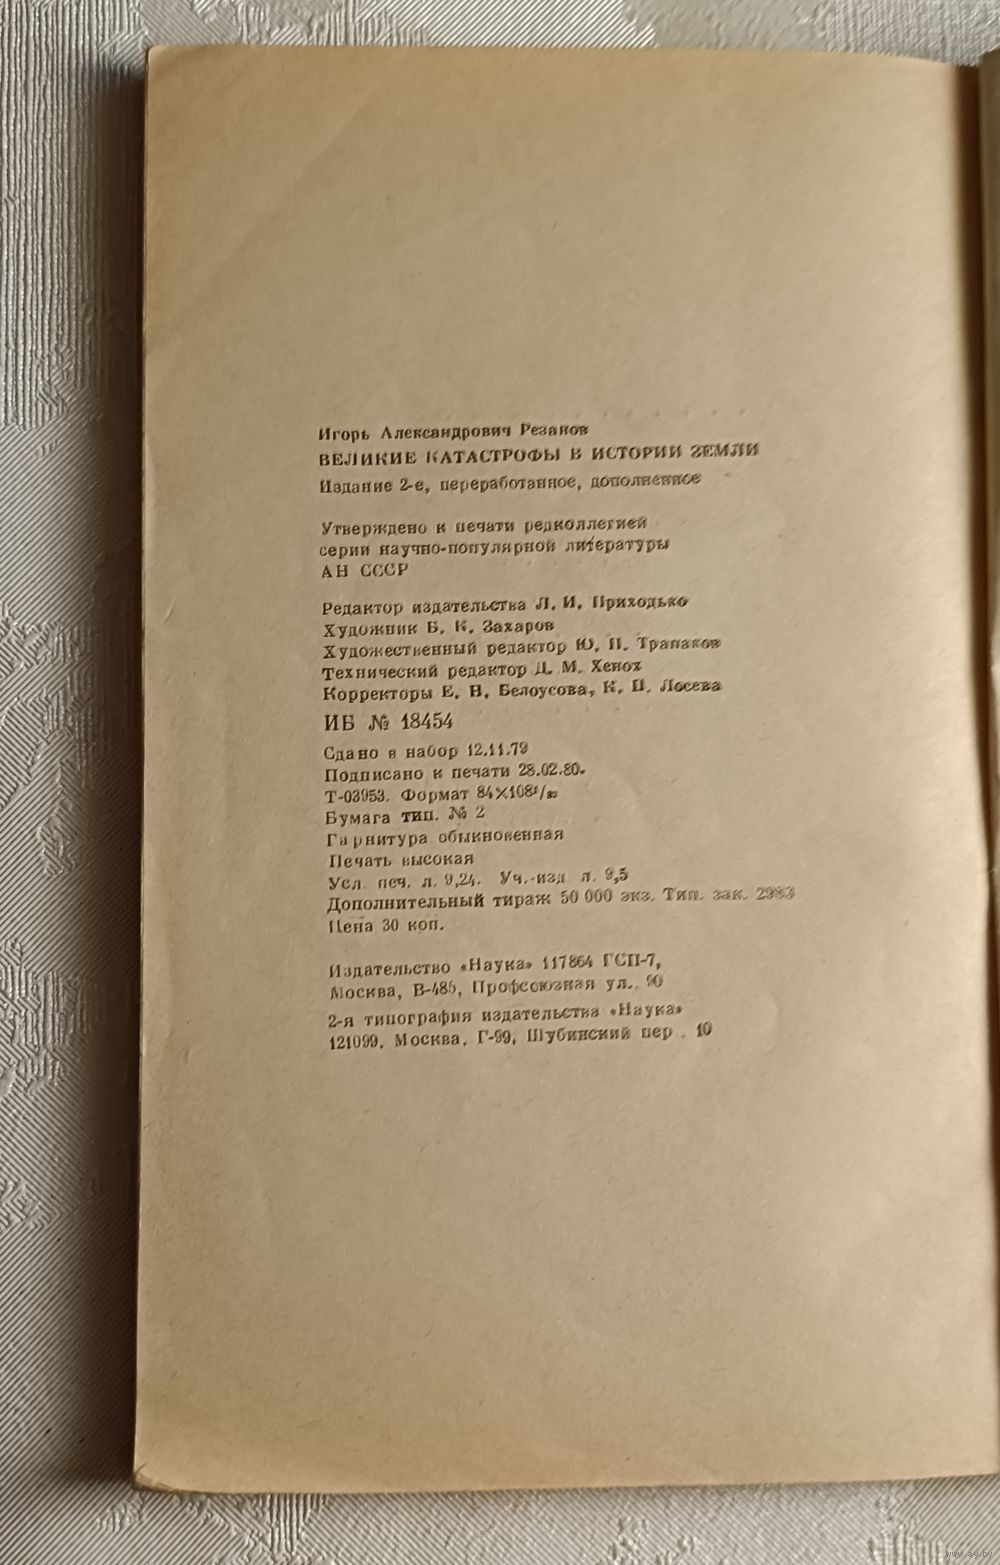 Игорь Александрович Резанов
ВЕЛИКИЕ КАТАСТРОФЫ В ИСТОРИИ ЗЕМЛИ
Издание 2-е, переработанное, дополненное
Утверждено к печати редколлегией
серии научно-популярной литературы
АН СССР
Редактор издательства Л. И. Приходько
Художник Б. К. Захаров
Художественный редактор Ю. П. Трапаков
Технический редактор Д. М. Хенох
Корректоры Е. Н. Белоусова, К. П. Лосева
ИБ № 18454
Сдано в набор 12.11.79
Подписано к печати 28.02.80.
Т-03953. Формат 84×108¹/₃₂
Бумага тип. № 2
Гарнитура обыкновенная
Печать высокая
Усл. печ. л. 9,24. Уч.-изд. л. 9,5
Дополнительный тираж 50 000 экз. Тип. зак. 2983
Цена 30 коп.
Издательство «Наука» 117864 ГСП-7,
Москва, В-485, Профсоюзная ул., 90
2-я типография издательства «Наука»
121099, Москва, Г-99, Шубинский пер., 10
www.ay.by